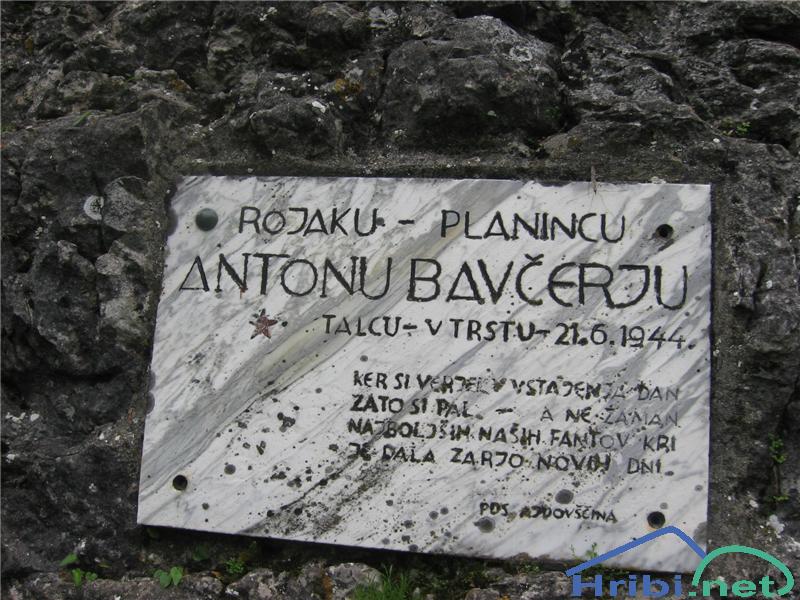 ROJAKU - PLANINCU
ANTONU BAVČERJU
TALCU - V TRSTU - 21.6.1944.
KER SI VERJEL V VSTAJENJA DAN
ZATO SI PAL. - A NE ZAMAN
NAJBOLJŠIH NAŠIH FANTOV KRI
JE DALA ZARJO NOVIH DNI
PDS AJDOVŠČINA
Hribi.net